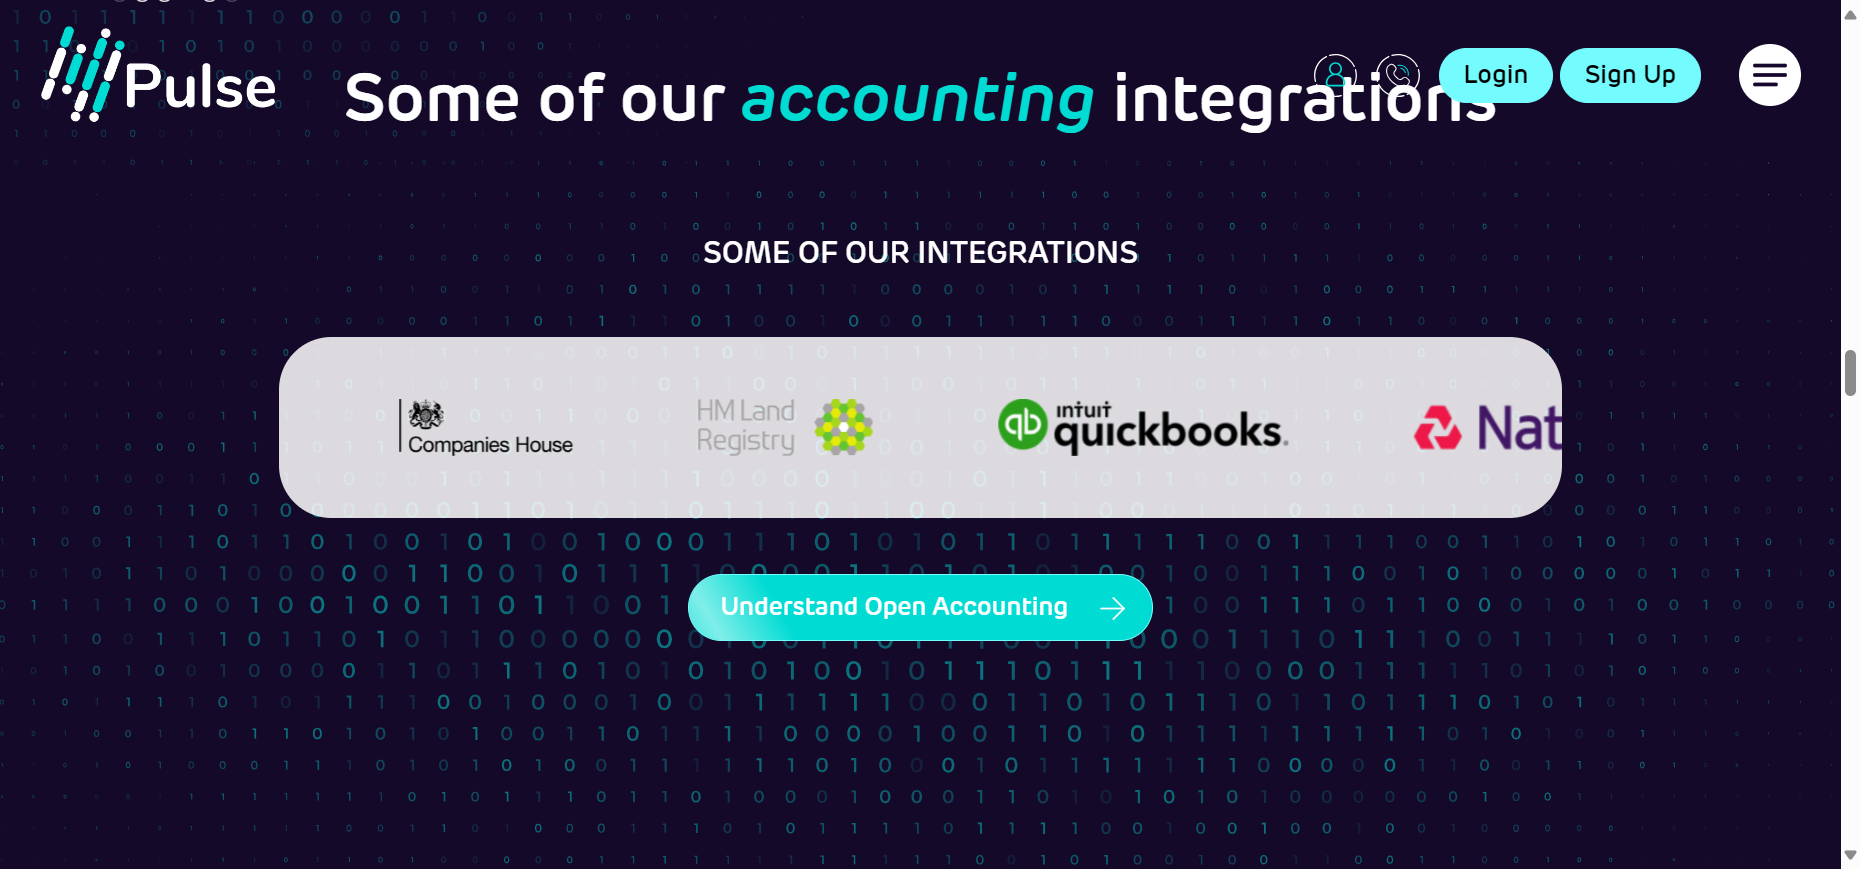 Pulse
Some of our accounting integrations
Login
Sign Up
SOME OF OUR INTEGRATIONS
Companies House
HM Land
Registry
qb
intuit
quickbooks.
Nat
Understand Open Accounting